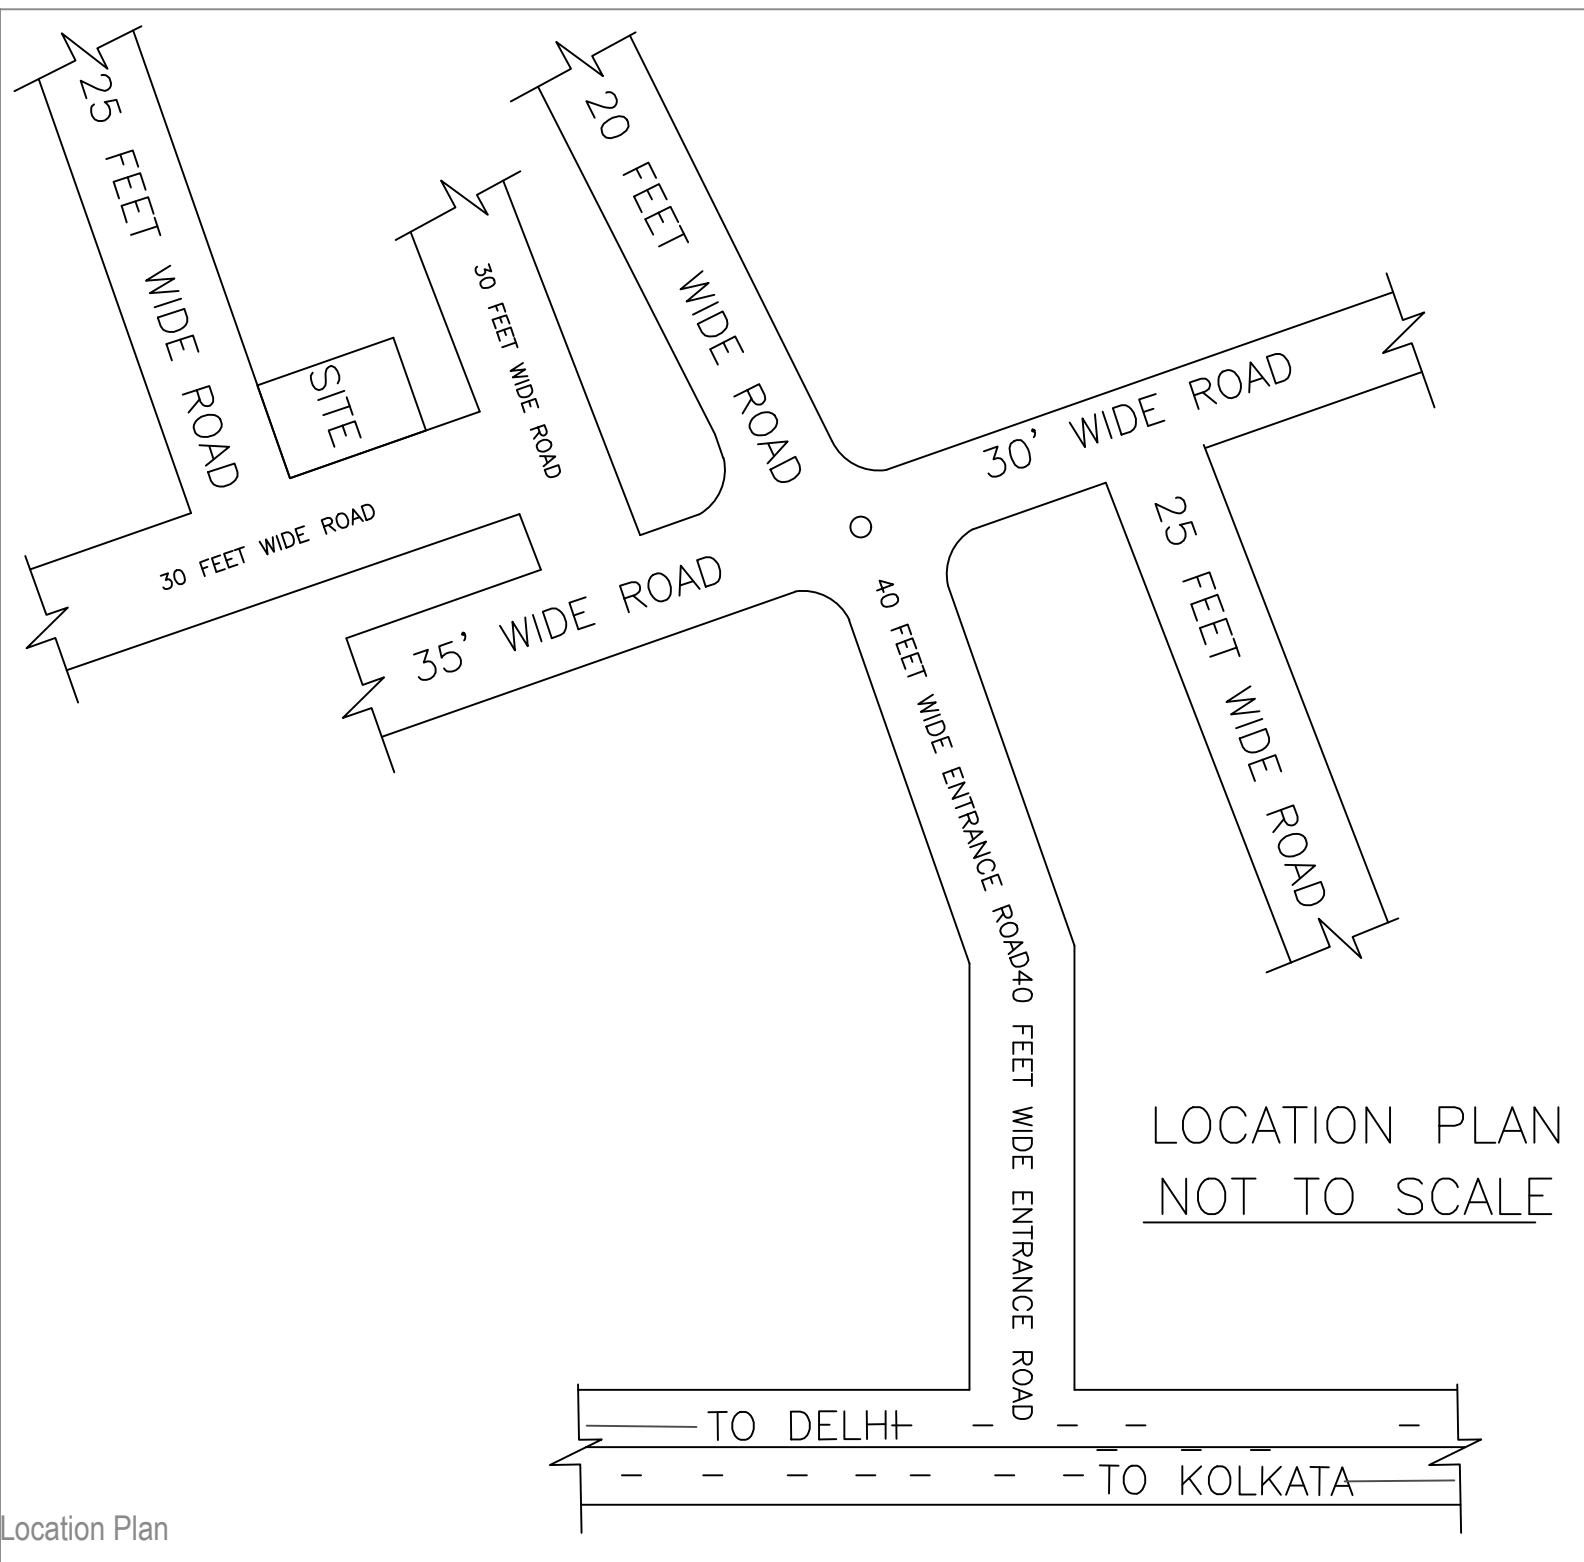 25 FEET WIDE ROAD
20 FEET WIDE ROAD
30 FEET WIDE ROAD
SITE
30' WIDE ROAD
30 FEET WIDE ROAD
25 FEET WIDE ROAD
35' WIDE ROAD
40 FEET WIDE ENTRANCE ROAD
40 FEET WIDE ENTRANCE ROAD
LOCATION PLAN
NOT TO SCALE
TO DELHI
TO KOLKATA
Location Plan